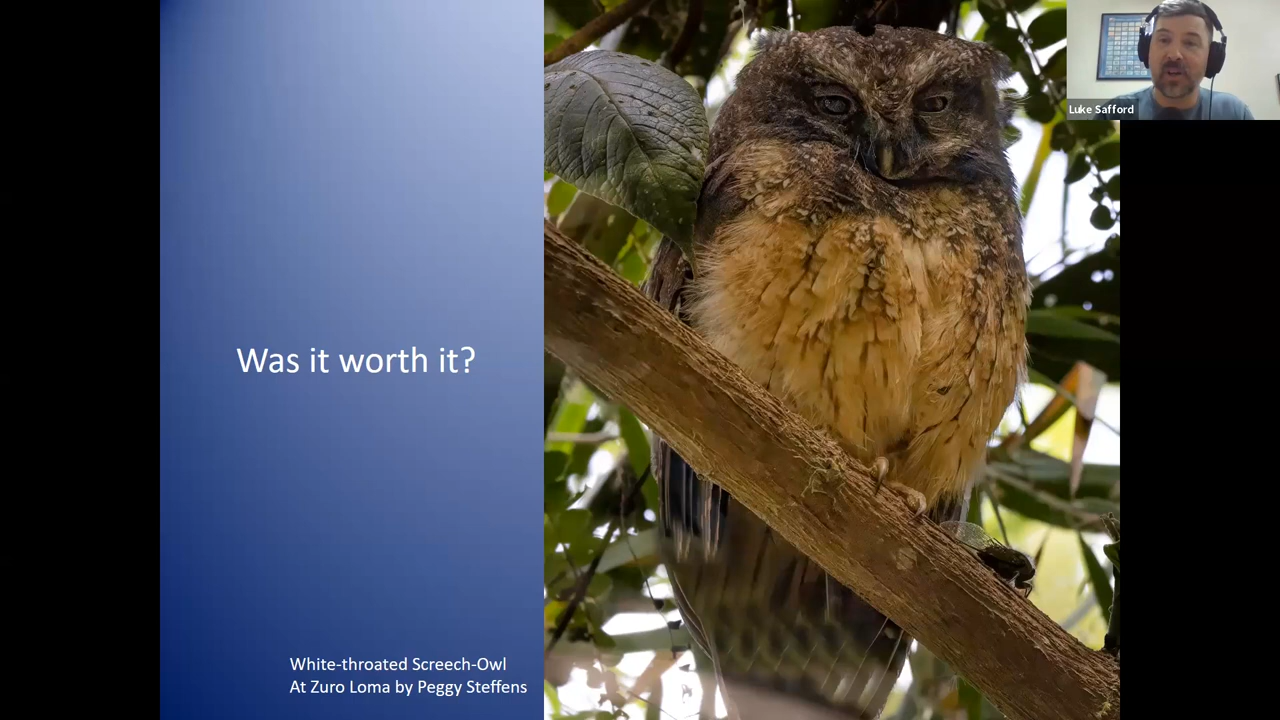 Was it worth it?
White-throated Screech-Owl
At Zuro Loma by Peggy Steffens
Luke Safford